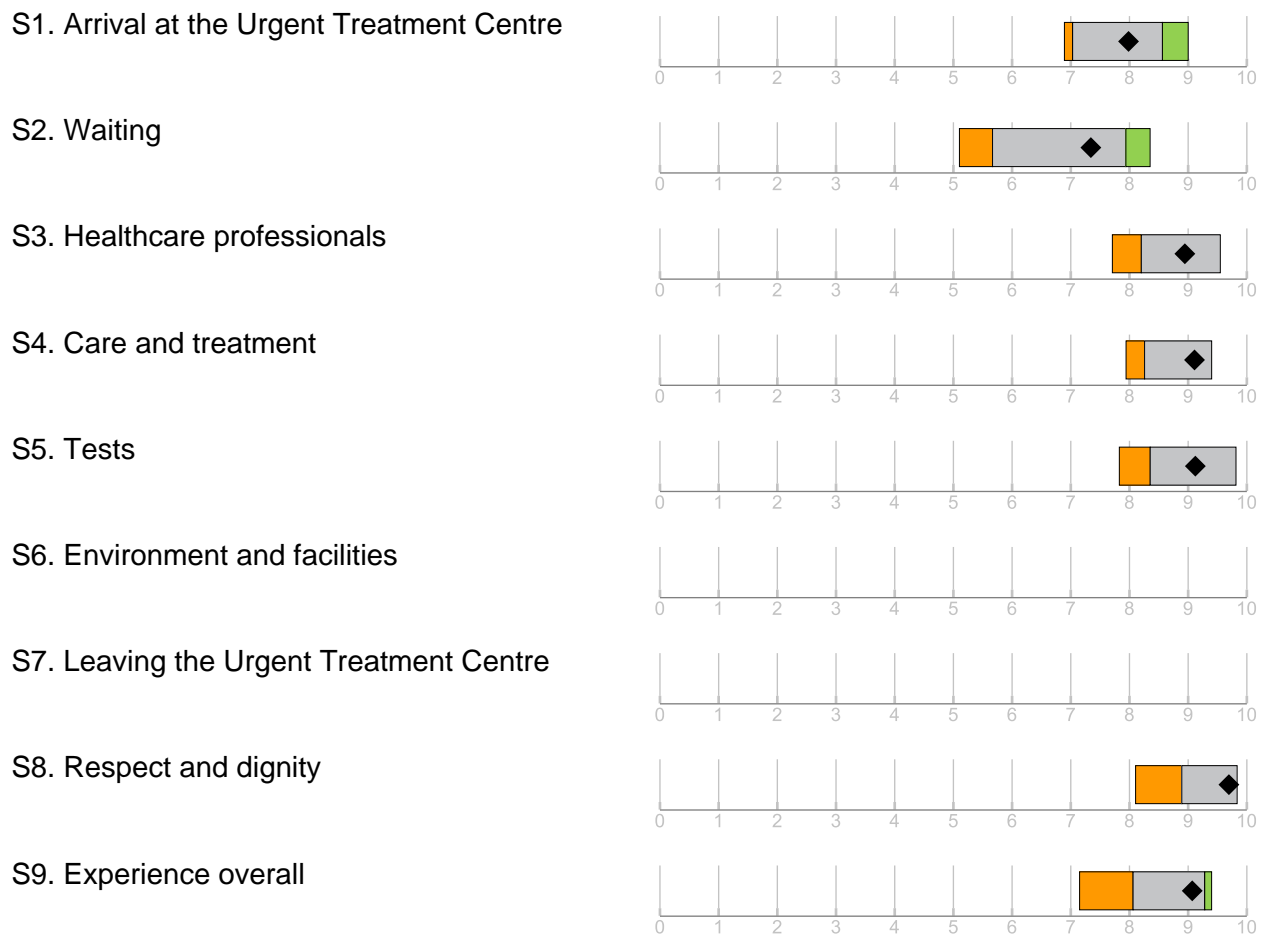 S1. Arrival at the Urgent Treatment Centre
0 1 2 3 4 5 6 7 8 9 10
S2. Waiting
0 1 2 3 4 5 6 7 8 9 10
S3. Healthcare professionals
0 1 2 3 4 5 6 7 8 9 10
S4. Care and treatment
0 1 2 3 4 5 6 7 8 9 10
S5. Tests
0 1 2 3 4 5 6 7 8 9 10
S6. Environment and facilities
0 1 2 3 4 5 6 7 8 9 10
S7. Leaving the Urgent Treatment Centre
0 1 2 3 4 5 6 7 8 9 10
S8. Respect and dignity
0 1 2 3 4 5 6 7 8 9 10
S9. Experience overall
0 1 2 3 4 5 6 7 8 9 10